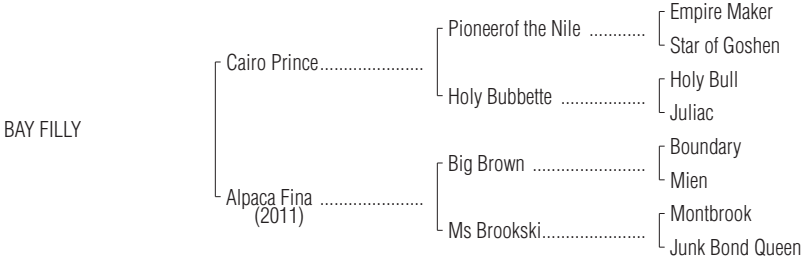 Empire Maker
Pioneerof the Nile ............
Star of Goshen
Cairo Prince......................
Holy Bull
Holy Bubbette ..................
Juliac
BAY FILLY
Boundary
Big Brown ........................
Mien
Alpaca Fina ......................
(2011)
Montbrook
Ms Brookski......................
Junk Bond Queen